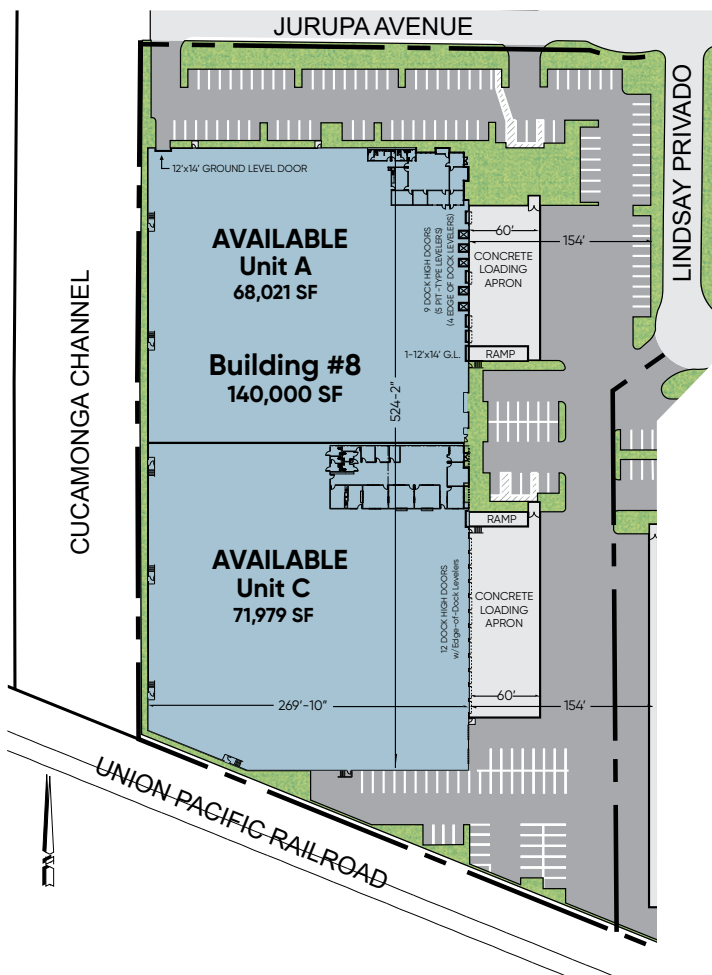 JURUPA AVENUE
LINDSAY PRIVADO
12'x14' GROUND LEVEL DOOR
AVAILABLE
Unit A
68,021 SF
9 DOCK HIGH DOORS
(5 PIT-TYPE LEVELERS)
(4 EDGE OF DOCK LEVELERS)
60'
154'
CONCRETE
LOADING
APRON
CUCAMONGA CHANNEL
Building #8
140,000 SF
1-12'x14' G.L.
RAMP
524'-2"
AVAILABLE
Unit C
71,979 SF
RAMP
12 DOCK HIGH DOORS
w/Edge-of-Dock Levelers
CONCRETE
LOADING
APRON
269'-10"
60'
154'
UNION PACIFIC RAILROAD
N